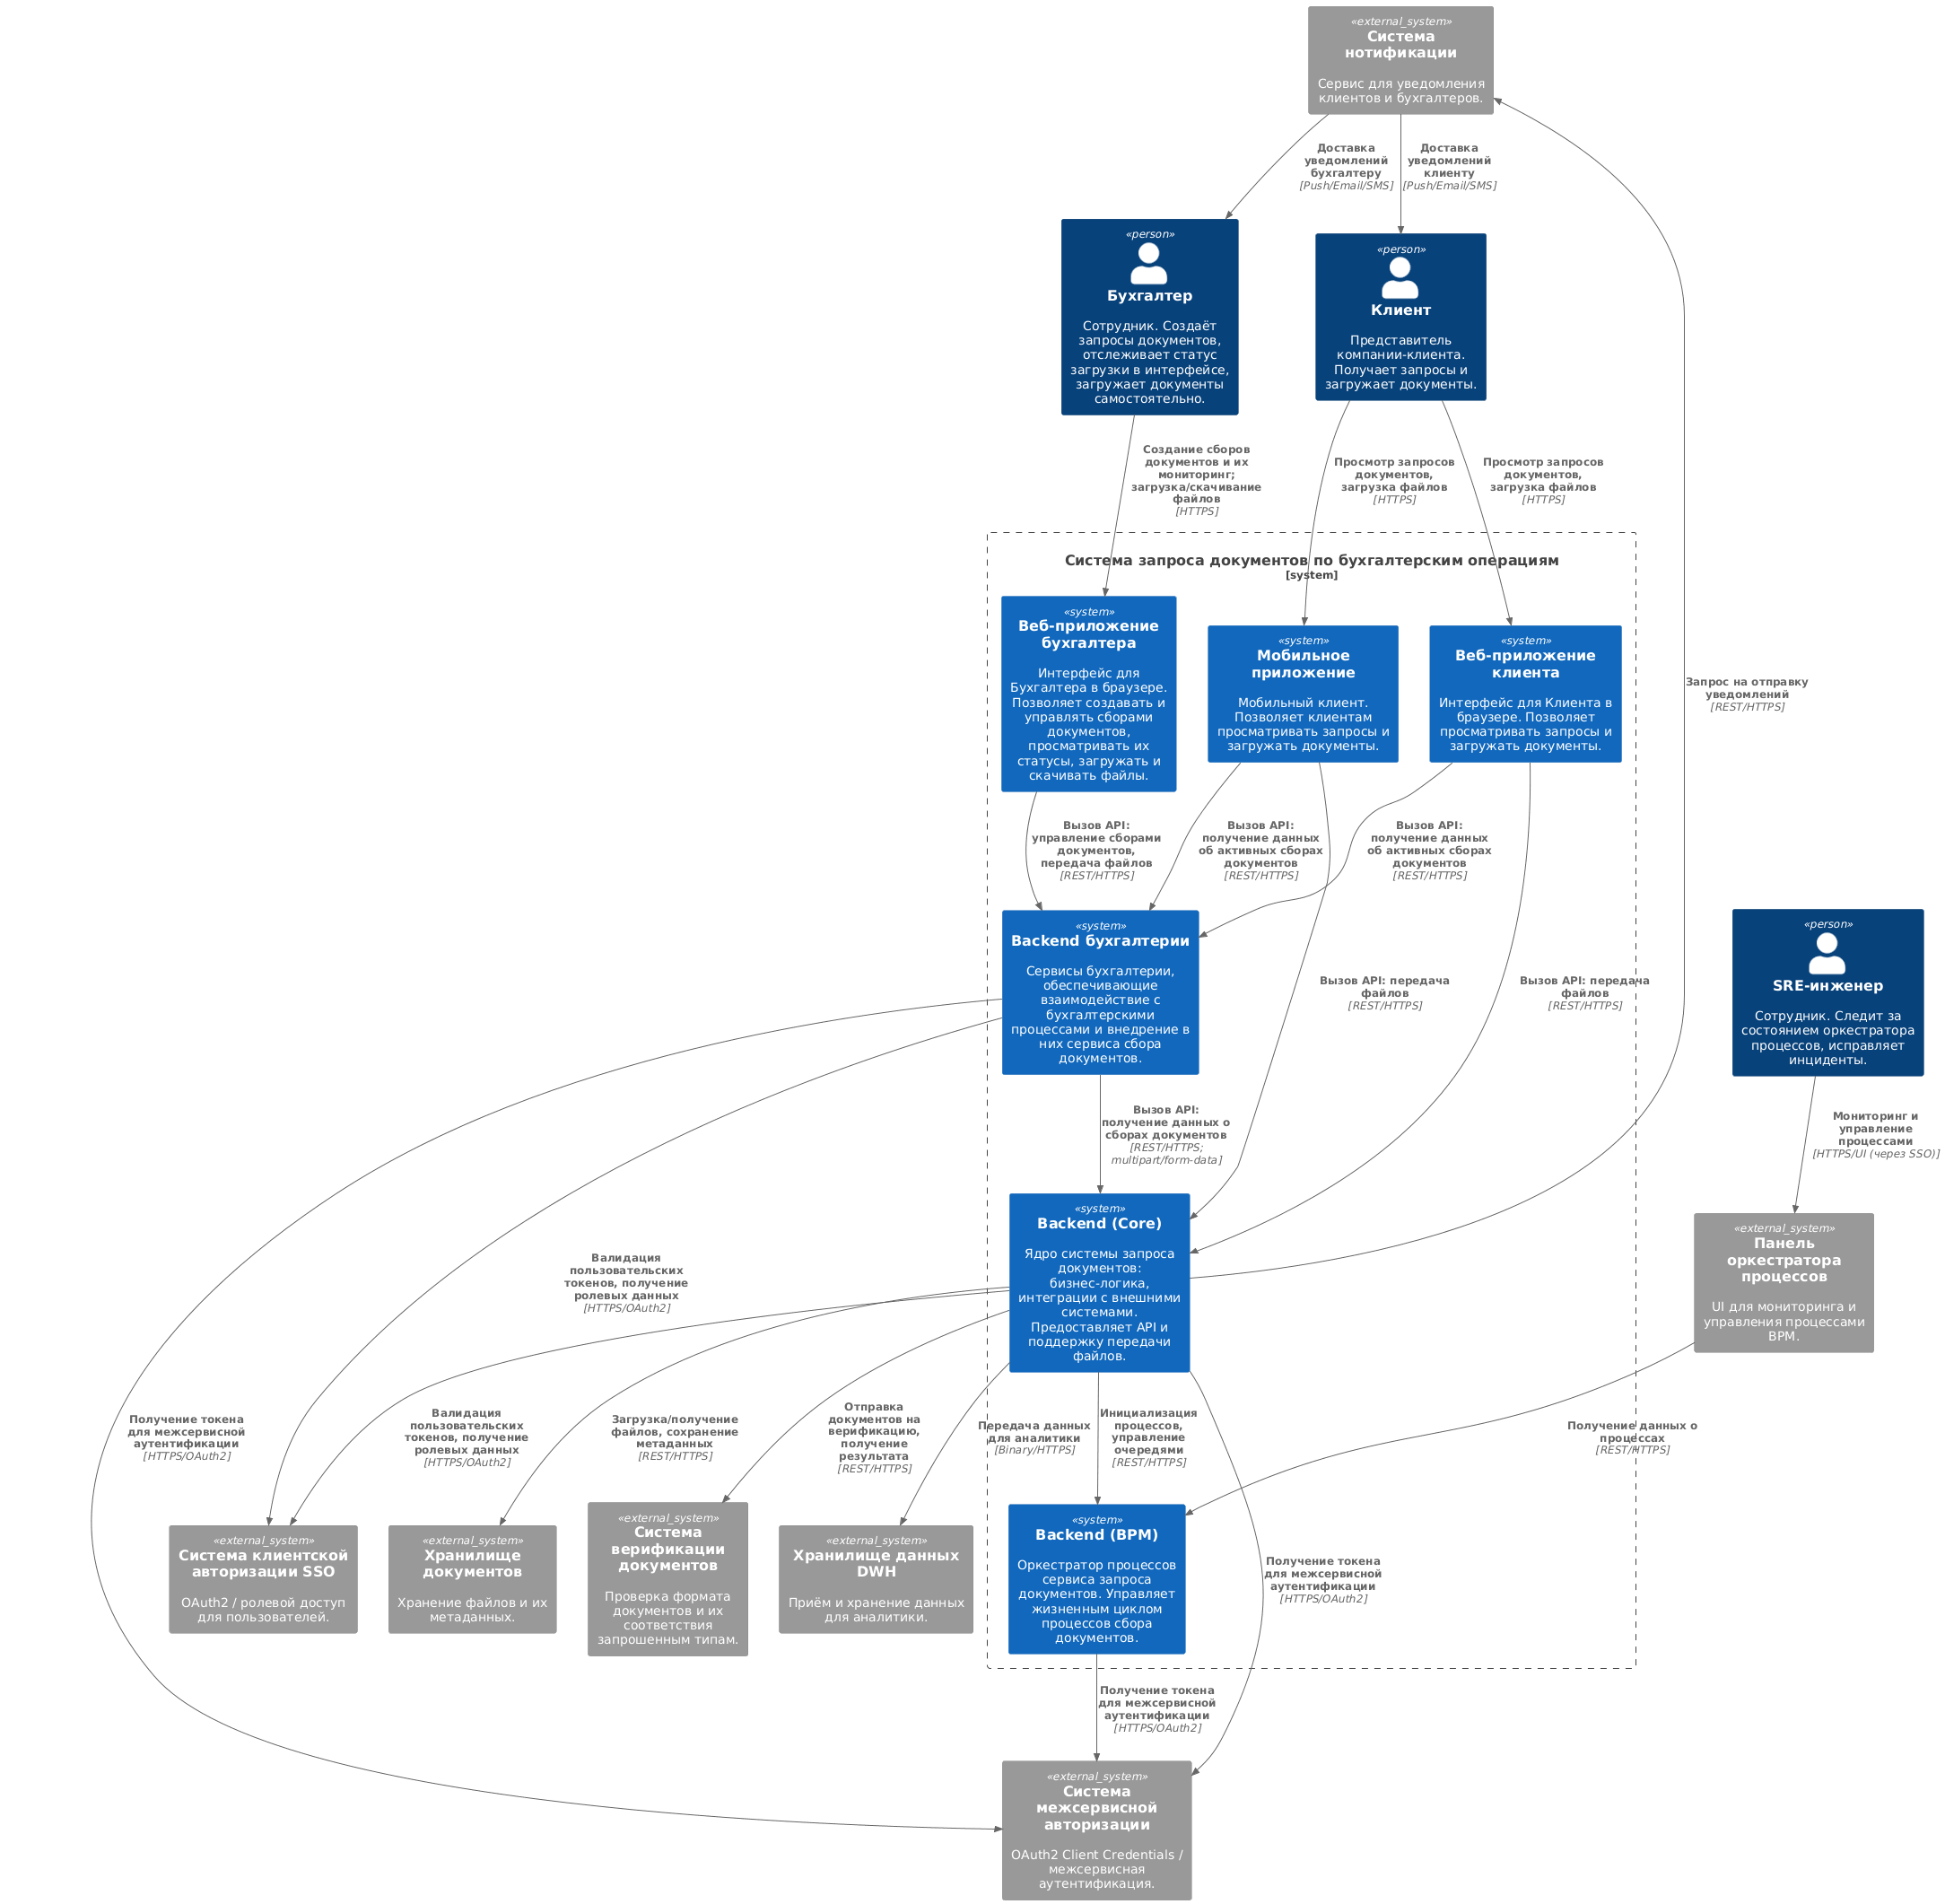 «external_system»
Система
нотификации
Сервис для уведомления
клиентов и бухгалтеров.
Доставка
уведомлений
бухгалтеру
[Push/Email/SMS]
Доставка
уведомлений
клиенту
[Push/Email/SMS]
«person»
Бухгалтер
Сотрудник. Создаёт
запросы документов,
отслеживает статус
загрузки в интерфейсе,
загружает документы
самостоятельно.
«person»
Клиент
Представитель
компании-клиента.
Получает запросы и
загружает документы.
Создание сборов
документов и их
мониторинг;
загрузка/скачивание
файлов
[HTTPS]
Просмотр запросов
документов,
загрузка файлов
[HTTPS]
Просмотр запросов
документов,
загрузка файлов
[HTTPS]
Система запроса документов по бухгалтерским операциям
[system]
«system»
Веб-приложение
бухгалтера
Интерфейс для
Бухгалтера в браузере.
Позволяет создавать и
управлять сборами
документов,
просматривать их
статусы, загружать и
скачивать файлы.
«system»
Мобильное
приложение
Мобильный клиент.
Позволяет клиентам
просматривать запросы и
загружать документы.
«system»
Веб-приложение
клиента
Интерфейс для Клиента в
браузере. Позволяет
просматривать запросы и
загружать документы.
Запрос на отправку
уведомлений
[REST/HTTPS]
Вызов API:
управление сборами
документов,
передача файлов
[REST/HTTPS]
Вызов API:
получение данных
об активных сборах
документов
[REST/HTTPS]
Вызов API:
получение данных
об активных сборах
документов
[REST/HTTPS]
«system»
Backend бухгалтерии
Сервисы бухгалтерии,
обеспечивающие
взаимодействие с
бухгалтерскими
процессами и внедрение в
них сервиса сбора
документов.
Вызов API: передача
файлов
[REST/HTTPS]
Вызов API: передача
файлов
[REST/HTTPS]
«person»
SRE-инженер
Сотрудник. Следит за
состоянием оркестратора
процессов, исправляет
инциденты.
Вызов API:
получение данных о
сборах документов
[REST/HTTPS;
multipart/form-data]
Мониторинг и
управление
процессами
[HTTPS/UI (через SSO)]
«system»
Backend (Core)
Ядро системы запроса
документов:
бизнес-логика,
интеграции с внешними
системами.
Предоставляет API и
поддержку передачи
файлов.
«external_system»
Панель
оркестратора
процессов
UI для мониторинга и
управления процессами
BPM.
Валидация
пользовательских
токенов, получение
ролевых данных
[HTTPS/OAuth2]
Получение токена
для межсервисной
аутентификации
[HTTPS/OAuth2]
Валидация
пользовательских
токенов, получение
ролевых данных
[HTTPS/OAuth2]
Загрузка/получение
файлов, сохранение
метаданных
[REST/HTTPS]
Отправка
документов на
верификацию,
получение
результата
[REST/HTTPS]
Передача данных
для аналитики
[Binary/HTTPS]
Инициализация
процессов,
управление
очередями
[REST/HTTPS]
Получение данных о
процессах
[REST/HTTPS]
«external_system»
Система клиентской
авторизации SSO
OAuth2 / ролевой доступ
для пользователей.
«external_system»
Хранилище
документов
Хранение файлов и их
метаданных.
«external_system»
Система
верификации
документов
Проверка формата
документов и их
соответствия
запрошенным типам.
«external_system»
Хранилище данных
DWH
Приём и хранение данных
для аналитики.
«system»
Backend (BPM)
Оркестратор процессов
сервиса запроса
документов. Управляет
жизненным циклом
процессов сбора
документов.
Получение токена
для межсервисной
аутентификации
[HTTPS/OAuth2]
Получение токена
для межсервисной
аутентификации
[HTTPS/OAuth2]
«external_system»
Система
межсервисной
авторизации
OAuth2 Client Credentials /
межсервисная
аутентификация.